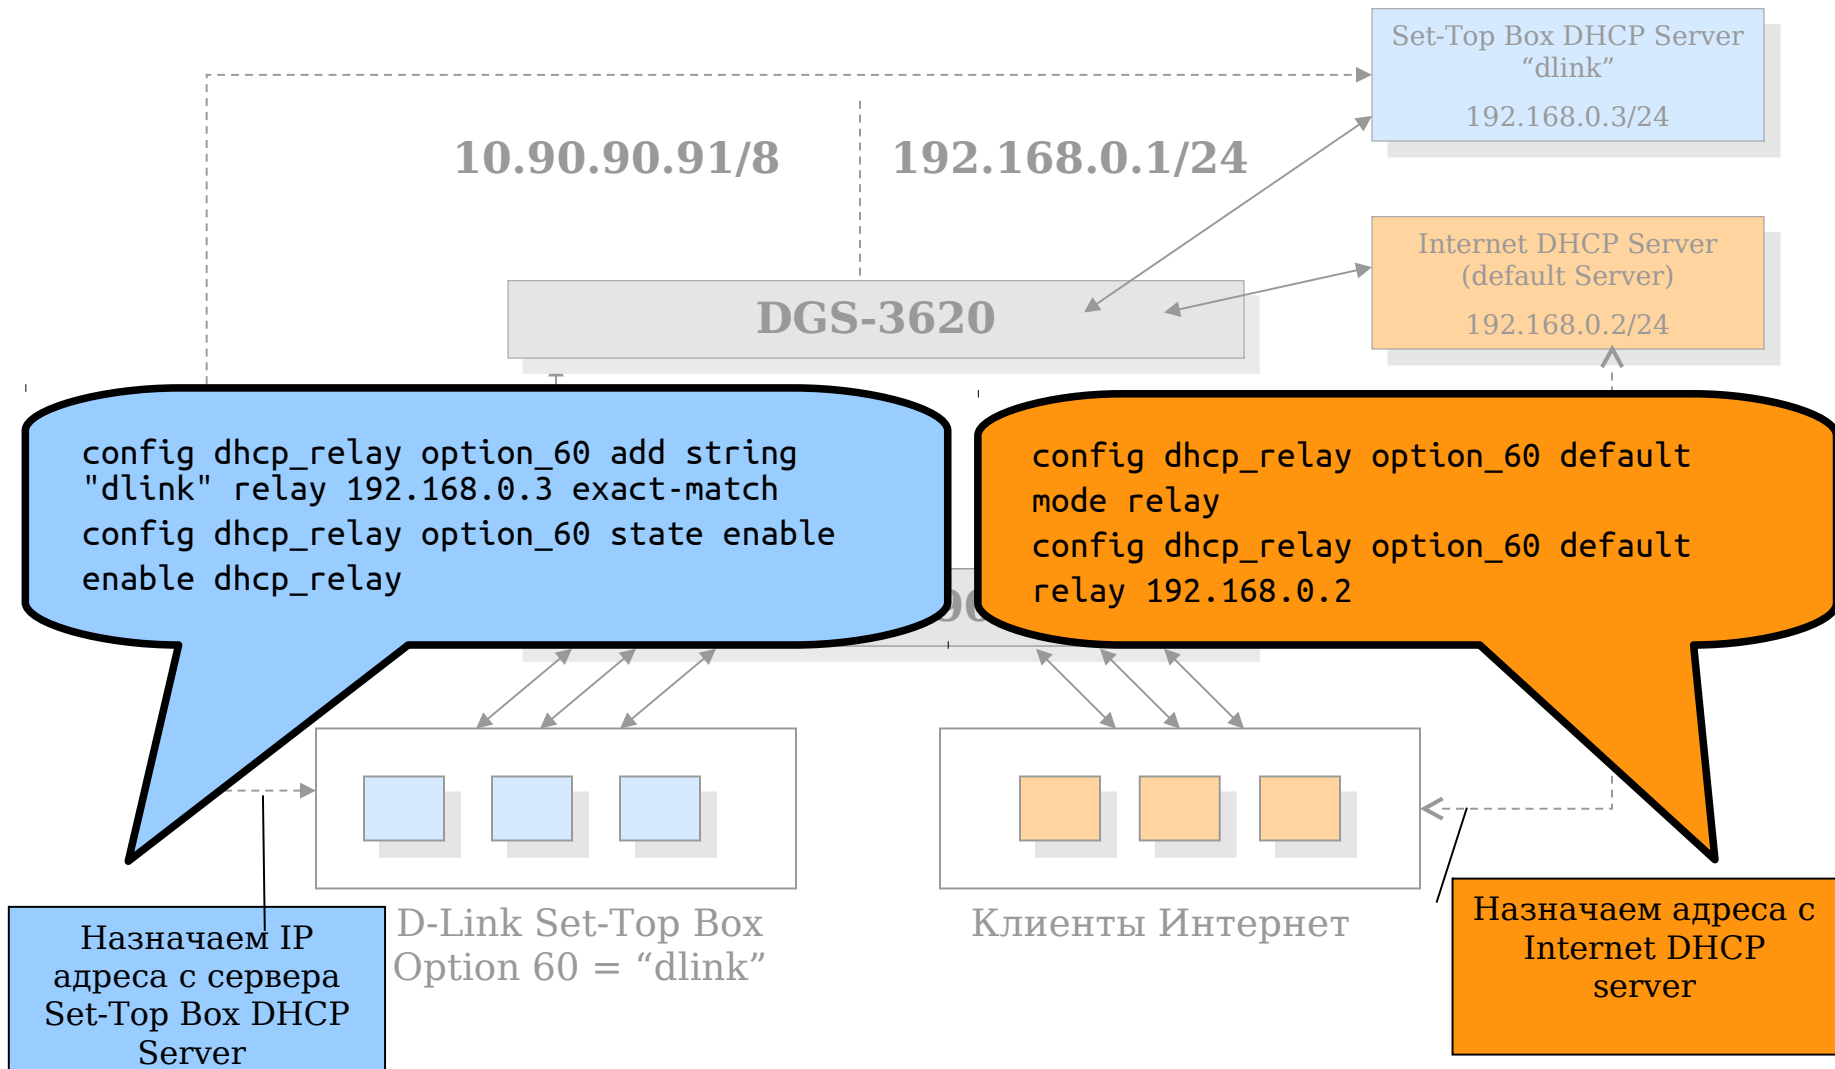 Set-Top Box DHCP Server
“dlink”
192.168.0.3/24
10.90.90.91/8
192.168.0.1/24
Internet DHCP Server
(default Server)
192.168.0.2/24
DGS-3620
config dhcp_relay option_60 add string
"dlink" relay 192.168.0.3 exact-match
config dhcp_relay option_60 state enable
enable dhcp_relay
config dhcp_relay option_60 default
mode relay
config dhcp_relay option_60 default
relay 192.168.0.2
D-Link Set-Top Box
Option 60 = “dlink”
Клиенты Интернет
Назначаем IP
адреса с сервера
Set-Top Box DHCP
Server
Назначаем адреса с
Internet DHCP
server